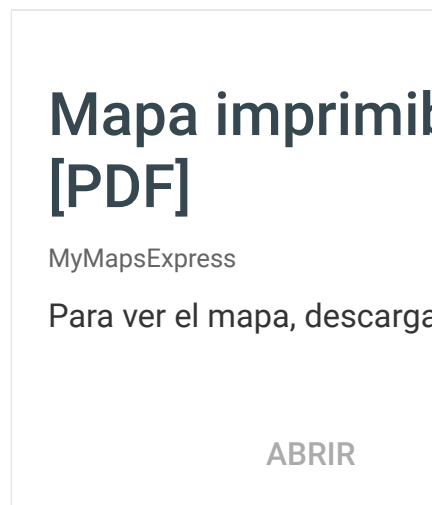 Mapa imprimib
[PDF]
MyMapsExpress
Para ver el mapa, descarga
ABRIR